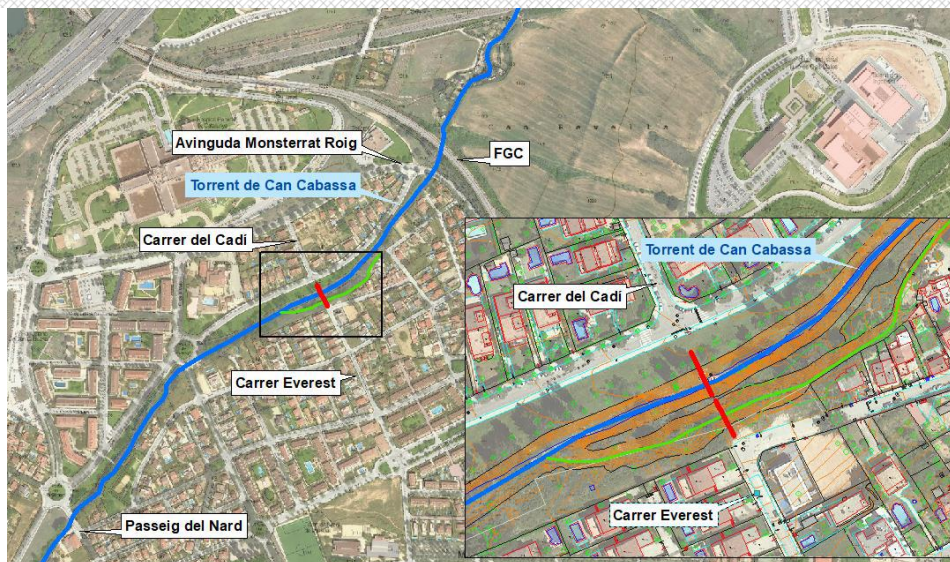 Avinguda Monsterrat Roig
FGC
Torrent de Can Cabassa
Carrer del Cadí
Carrer Everest
Passeig del Nard
Torrent de Can Cabassa
Carrer del Cadí
Carrer Everest